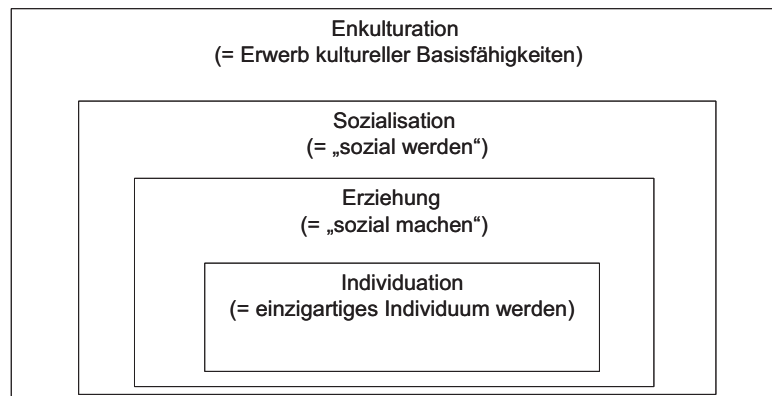 Enkulturation
(= Erwerb kultureller Basisfähigkeiten)
Sozialisation
(= „sozial werden“)
Erziehung
(= „sozial machen“)
Individuation
(= einzigartiges Individuum werden)